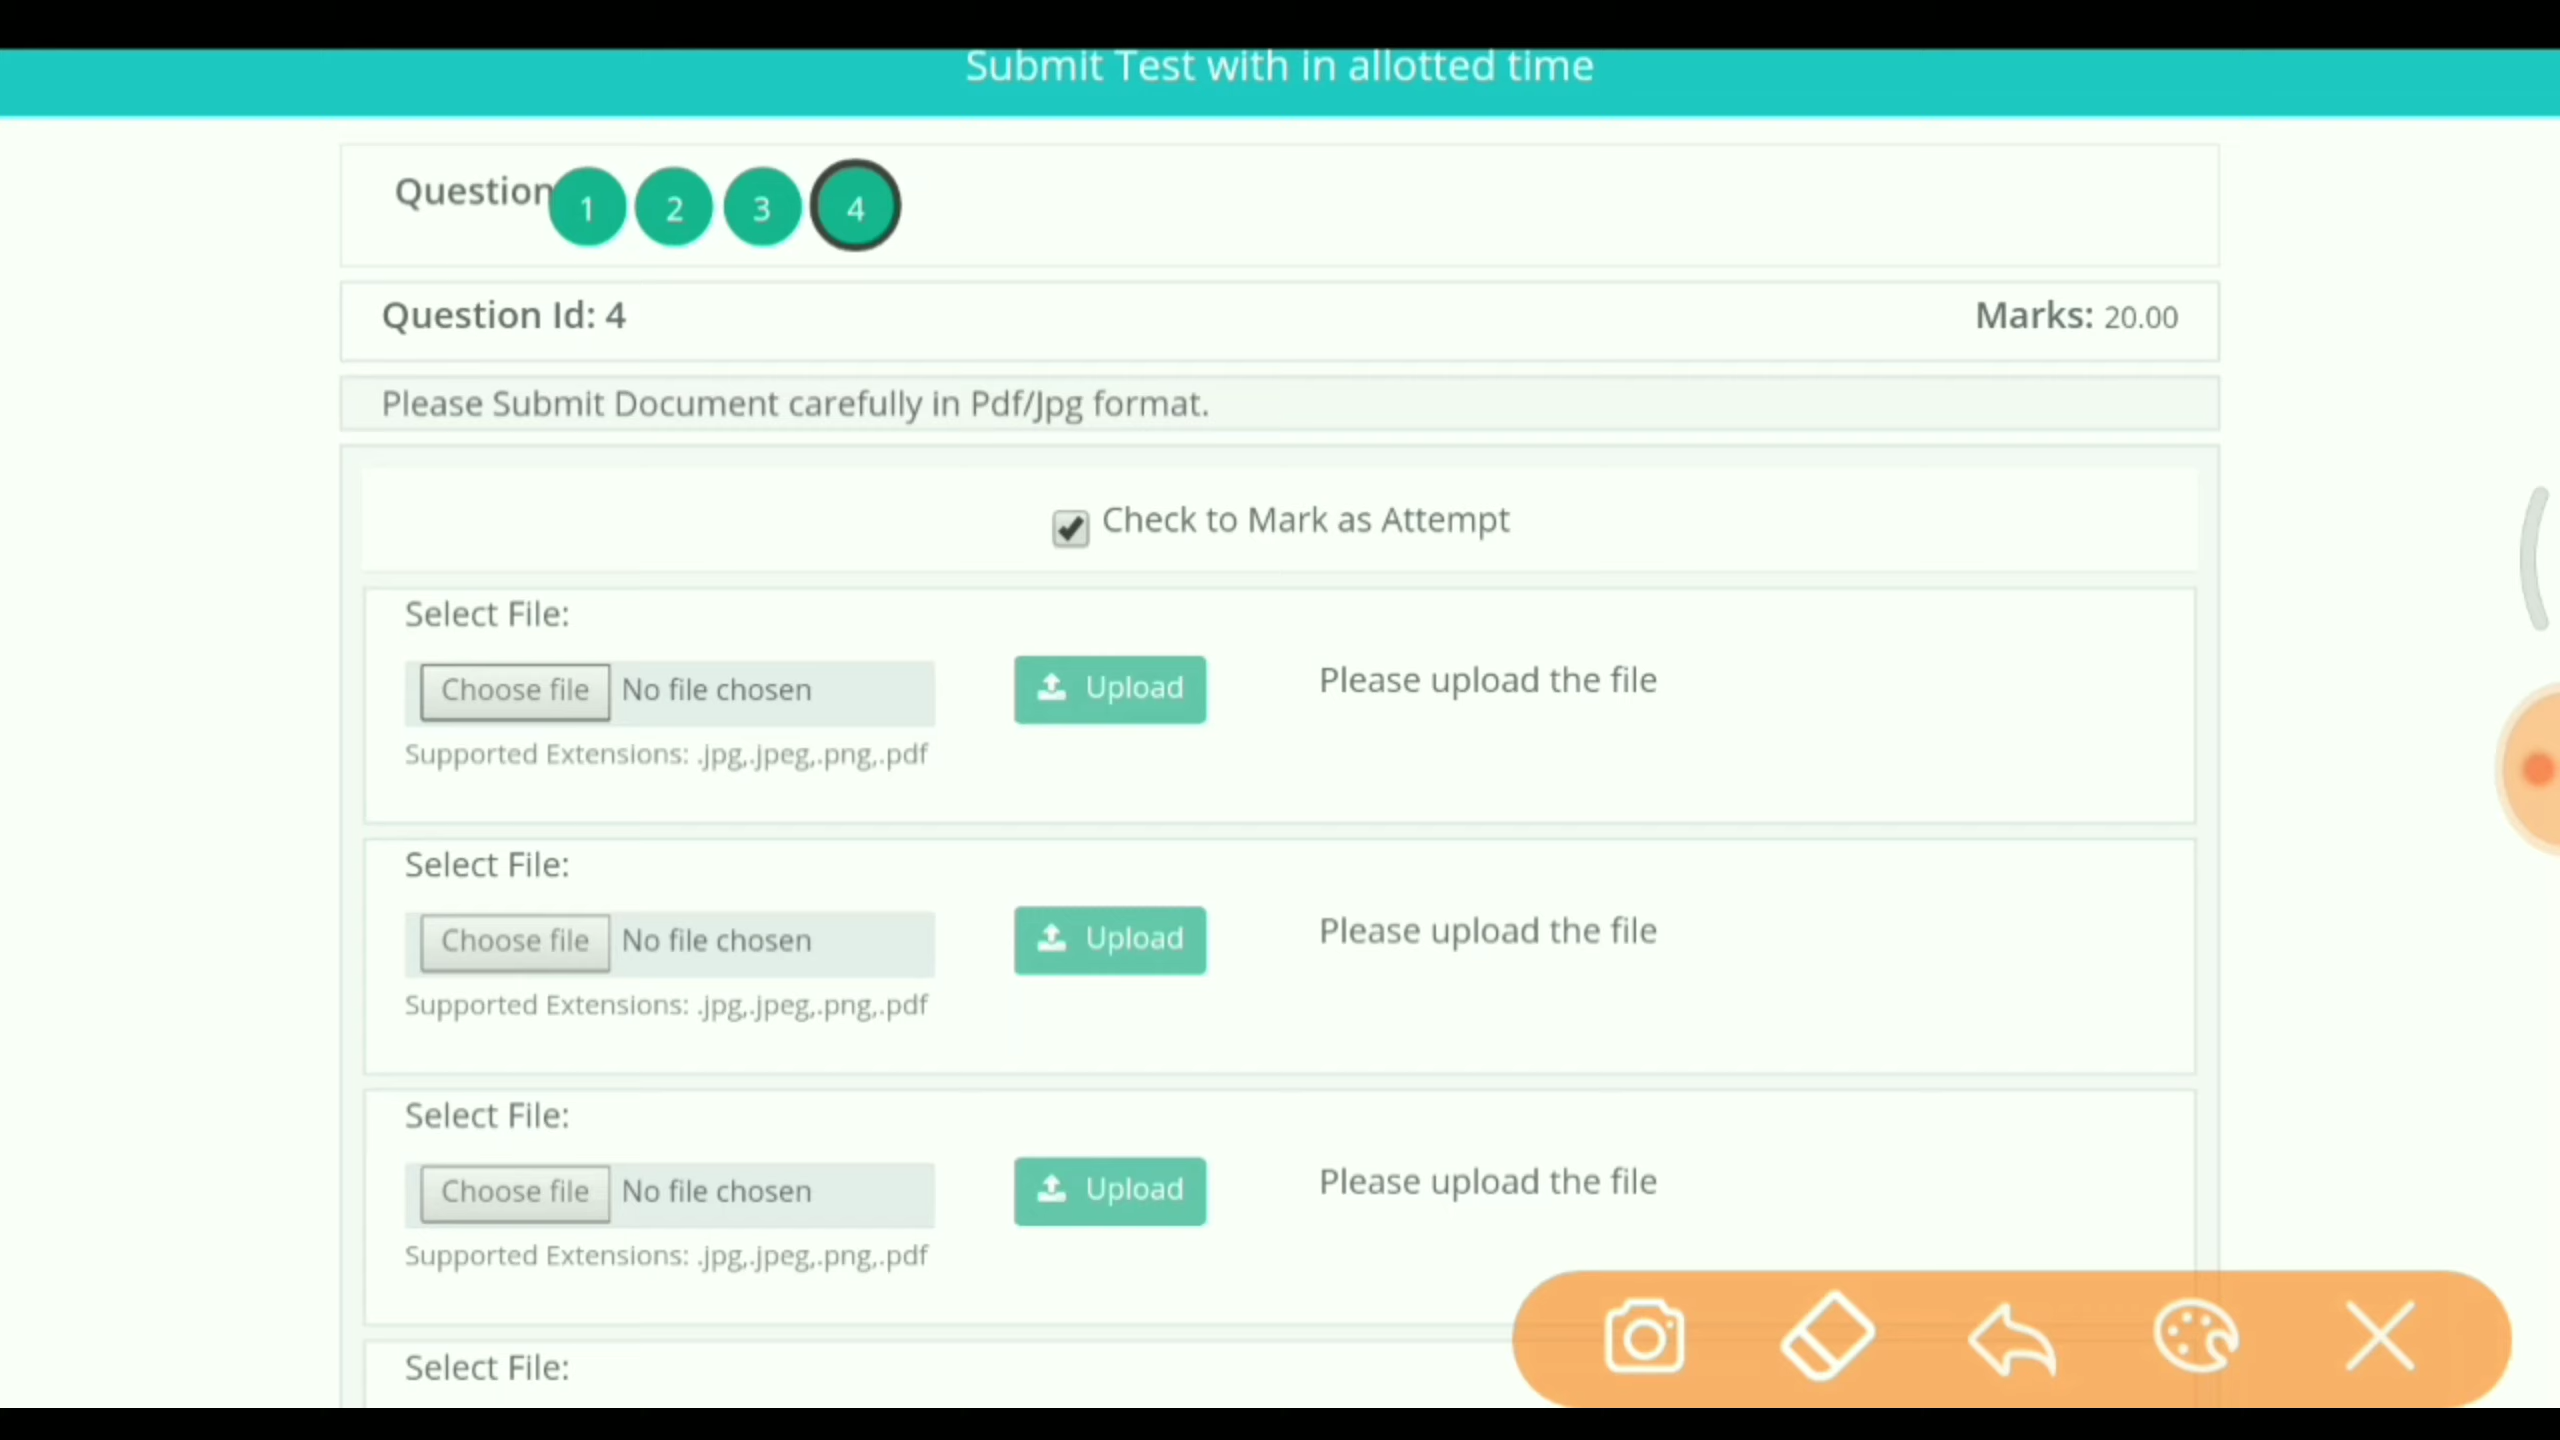 Submit Test with in allotted time
Question 1 2 3 4
Question Id: 4 Marks: 20.00
Please Submit Document carefully in Pdf/Jpg format.
Check to Mark as Attempt
Select File:
Choose file No file chosen Upload Please upload the file
Supported Extensions: .jpg,.jpeg,.png,.pdf
Select File:
Choose file No file chosen Upload Please upload the file
Supported Extensions: .jpg,.jpeg,.png,.pdf
Select File:
Choose file No file chosen Upload Please upload the file
Supported Extensions: .jpg,.jpeg,.png,.pdf
Select File: